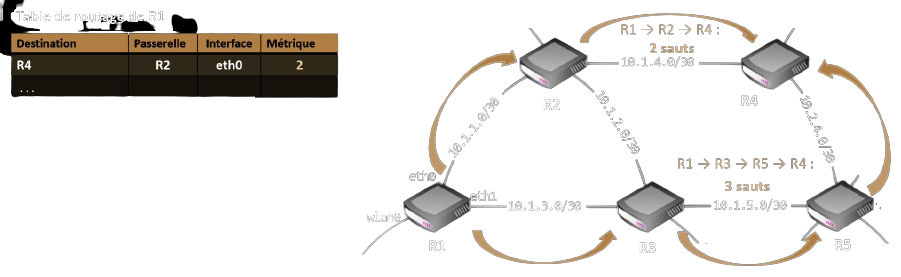 Table de routage de R1
Destination Passerelle Interface Métrique
R4 R2 eth0 2
...
R1 → R2 → R4 :
2 sauts
10.1.4.0/30
R2
R4
10.1.1.0/30
10.1.2.0/30
10.2.4.0/30
R1 → R3 → R5 → R4 :
3 sauts
eth0
eth1
wlan0
10.1.3.0/30
10.1.5.0/30
R1
R3
R5